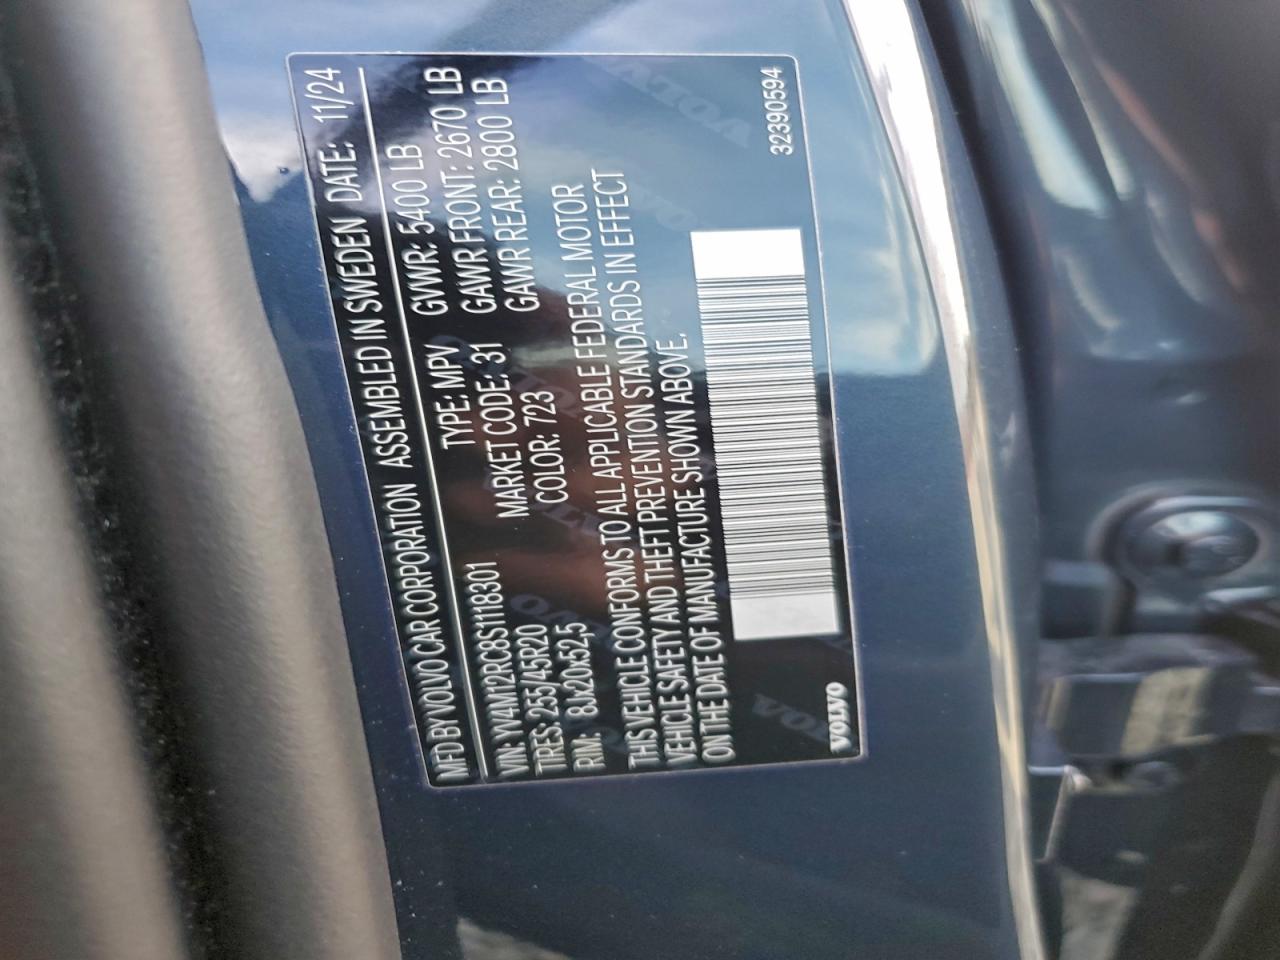 MFD BY VOLVO CAR CORPORATION ASSEMBLED IN SWEDEN DATE: 11/24
VIN: YV4M12RC8S1118301 TYPE: MPV GVWR: 5400 LB
TIRES: 255/45R20 MARKET CODE: 31 GAWR FRONT: 2670 LB
RIM: 8Jx20x52,5 COLOR: 723 GAWR REAR: 2800 LB
THIS VEHICLE CONFORMS TO ALL APPLICABLE FEDERAL MOTOR
VEHICLE SAFETY AND THEFT PREVENTION STANDARDS IN EFFECT
ON THE DATE OF MANUFACTURE SHOWN ABOVE.
VOLVO 32390594